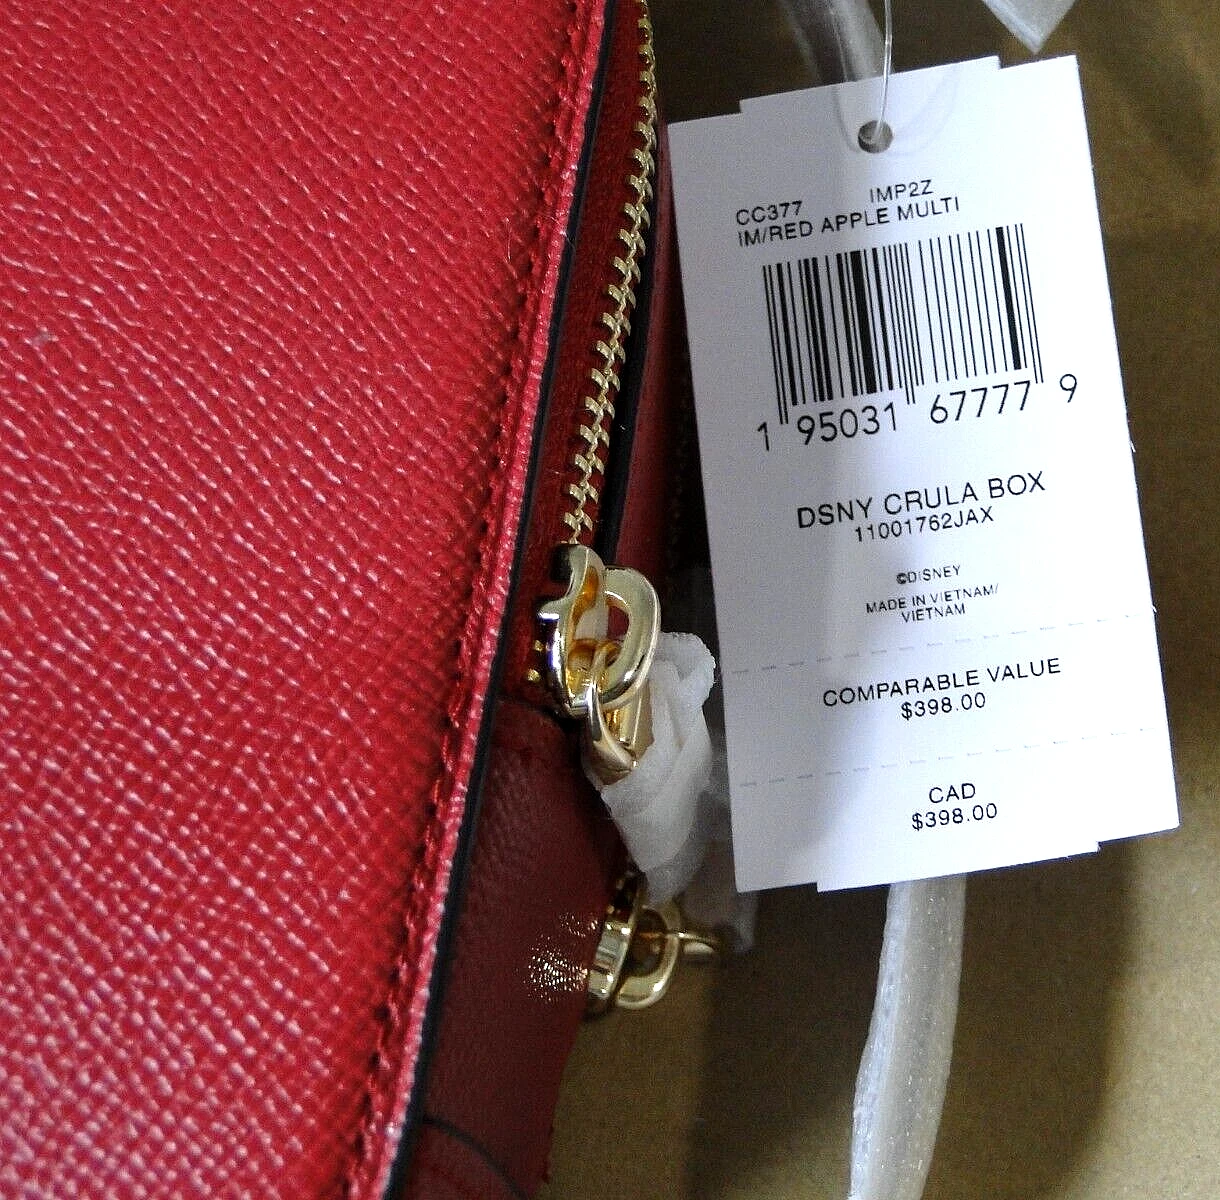 CC377 IMP2Z
IM/RED APPLE MULTI
1 95031 67777 9
DSNY CRULA BOX
11001762JAX
©DISNEY
MADE IN VIETNAM/
VIETNAM
COMPARABLE VALUE
$398.00
CAD
$398.00